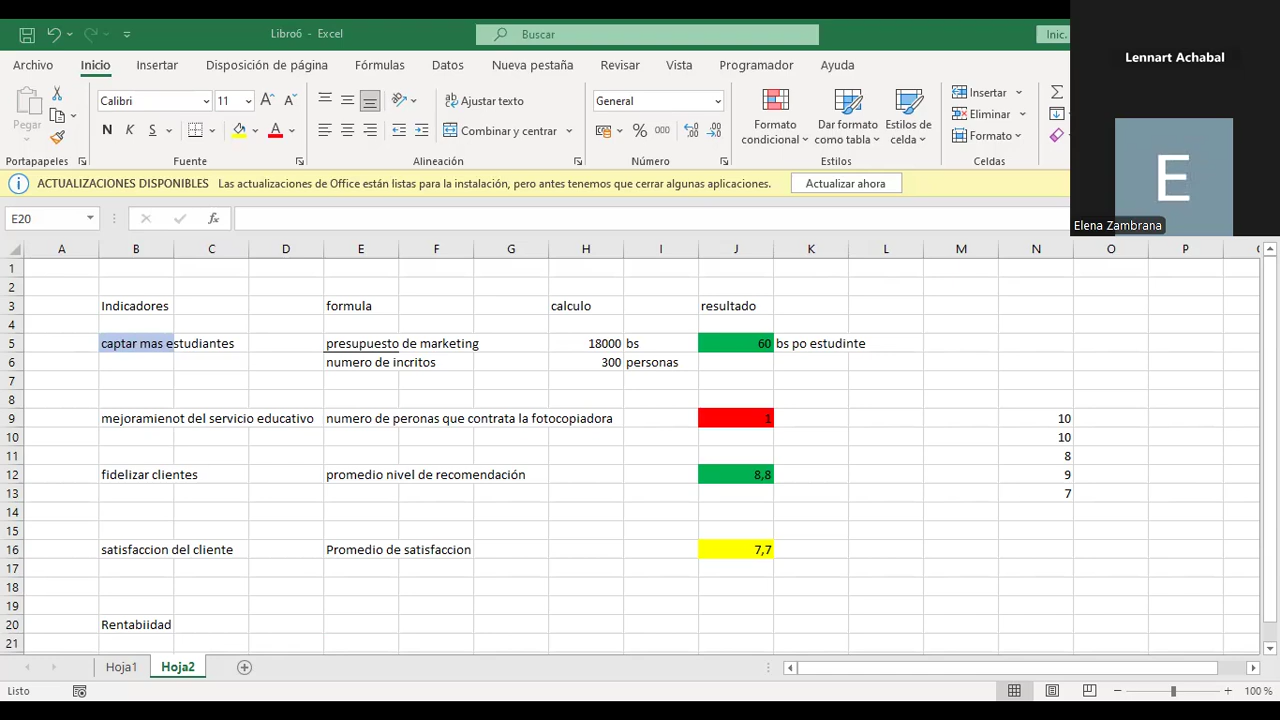 Libro6 - Excel
Buscar
Inic.
Lennart Achabal
Archivo Inicio Insertar Disposición de página Fórmulas Datos Nueva pestaña Revisar Vista Programador Ayuda
Pegar
Calibri 11
N K S
Ajustar texto
Combinar y centrar
General
% 000
Formato condicional
Dar formato como tabla
Estilos de celda
Insertar
Eliminar
Formato
Portapapeles Fuente Alineación Número Estilos Celdas
ACTUALIZACIONES DISPONIBLES Las actualizaciones de Office están listas para la instalación, pero antes tenemos que cerrar algunas aplicaciones. Actualizar ahora
E
Elena Zambrana
E20 fx
A B C D E F G H I J K L M N O P
1
2
3 Indicadores formula calculo resultado
4
5 captar mas estudiantes presupuesto de marketing 18000 bs 60 bs po estudinte
6 numero de incritos 300 personas
7
8
9 mejoramienot del servicio educativo numero de peronas que contrata la fotocopiadora 1 10
10 10
11 8
12 fidelizar clientes promedio nivel de recomendación 8,8 9
13 7
14
15
16 satisfaccion del cliente Promedio de satisfaccion 7,7
17
18
19
20 Rentabiidad
21
Hoja1 Hoja2
Listo 100 %